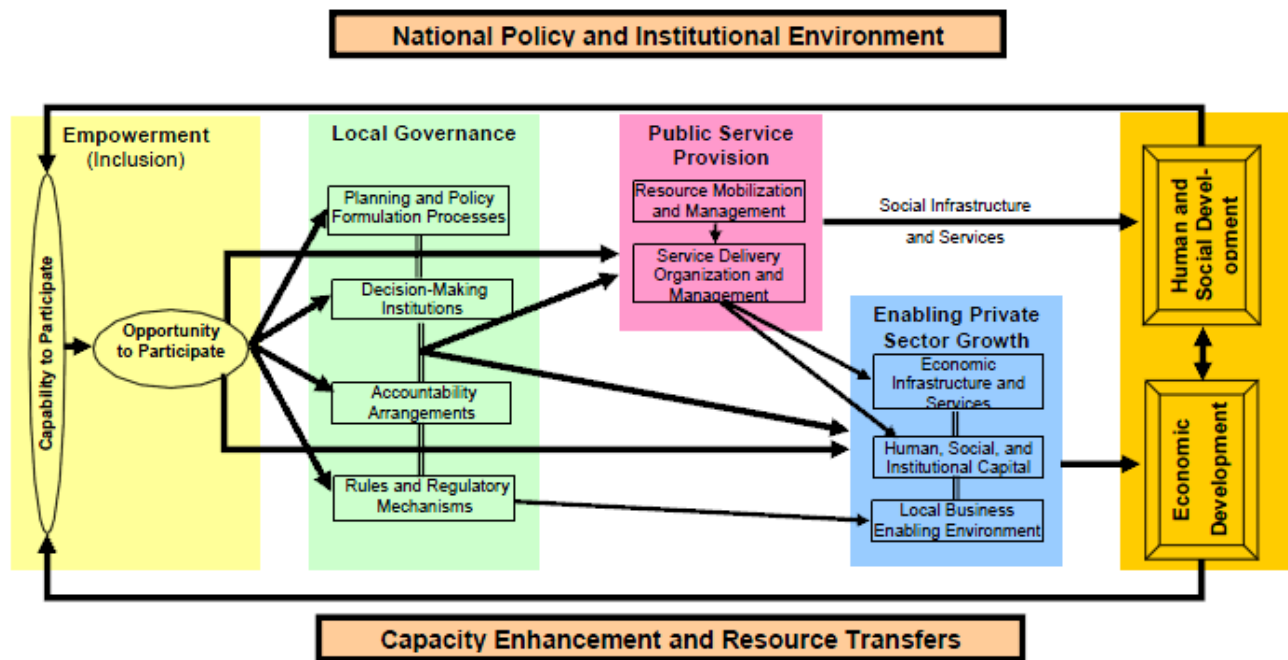 National Policy and Institutional Environment
Empowerment
(Inclusion)
Capability to Participate
Opportunity
to Participate
Local Governance
Planning and Policy
Formulation Processes
Decision-Making
Institutions
Accountability
Arrangements
Rules and Regulatory
Mechanisms
Public Service
Provision
Resource Mobilization
and Management
Service Delivery
Organization and
Management
Social Infrastructure
and Services
Enabling Private
Sector Growth
Economic
Infrastructure and
Services
Human, Social, and
Institutional Capital
Local Business
Enabling Environment
Human and
Social Devel-
opment
Economic
Development
Capacity Enhancement and Resource Transfers